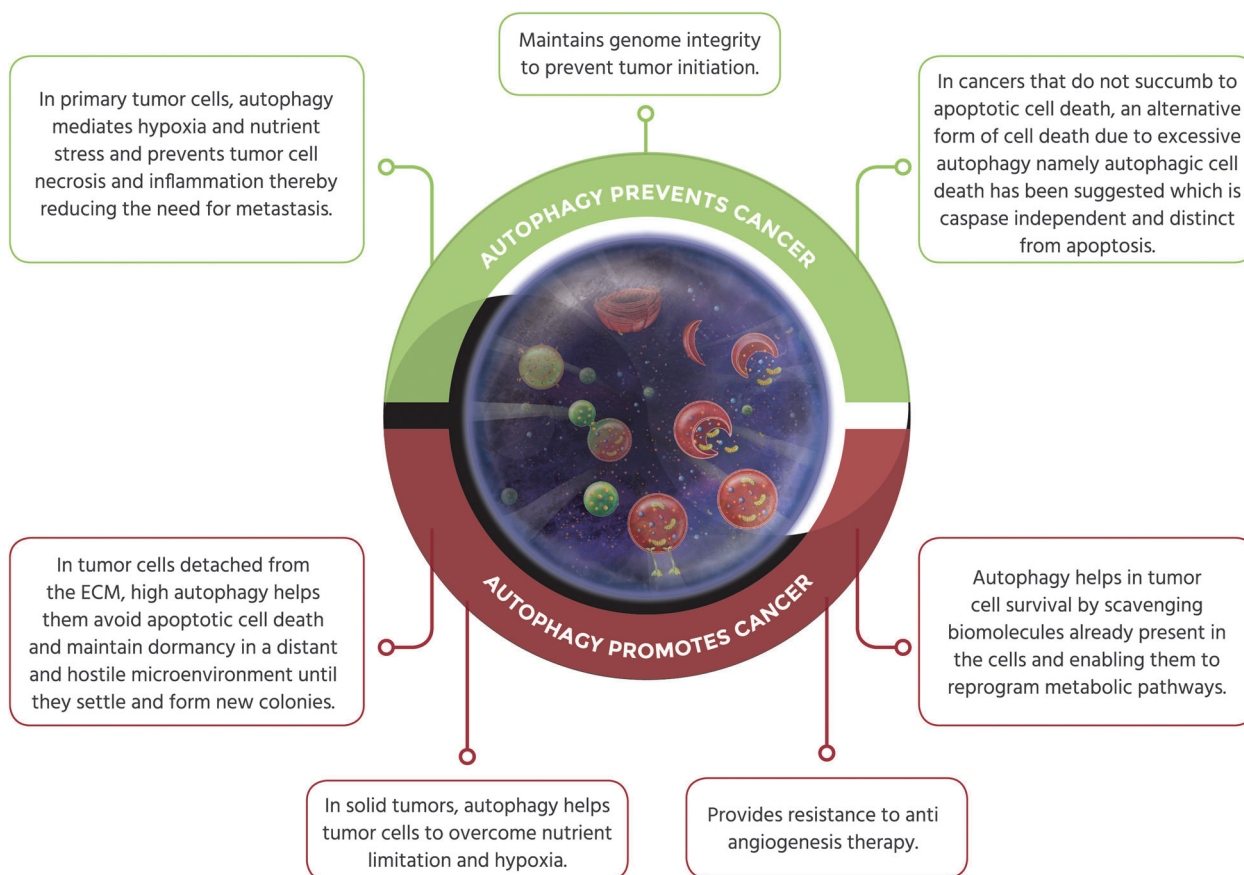 Maintains genome integrity
to prevent tumor initiation.
In primary tumor cells, autophagy
mediates hypoxia and nutrient
stress and prevents tumor cell
necrosis and inflammation thereby
reducing the need for metastasis.
In cancers that do not succumb to
apoptotic cell death, an alternative
form of cell death due to excessive
autophagy namely autophagic cell
death has been suggested which is
caspase independent and distinct
from apoptosis.
AUTOPHAGY PREVENTS CANCER
AUTOPHAGY PROMOTES CANCER
In tumor cells detached from
the ECM, high autophagy helps
them avoid apoptotic cell death
and maintain dormancy in a distant
and hostile microenvironment until
they settle and form new colonies.
Autophagy helps in tumor
cell survival by scavenging
biomolecules already present in
the cells and enabling them to
reprogram metabolic pathways.
In solid tumors, autophagy helps
tumor cells to overcome nutrient
limitation and hypoxia.
Provides resistance to anti
angiogenesis therapy.